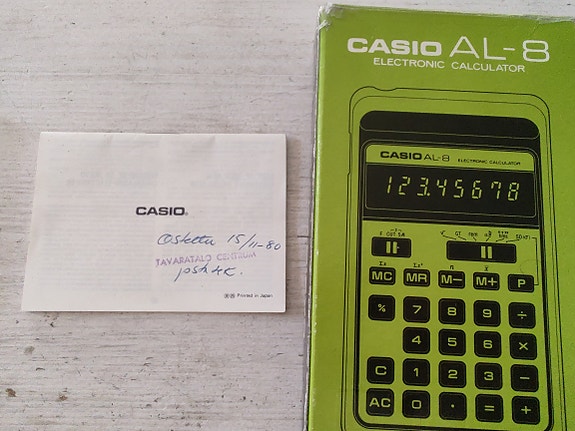 CASIO
Ostettu 15/11-80
TAVARATALO CENTRUM
Printed in Japan
CASIO AL-8
ELECTRONIC CALCULATOR
CASIO AL-8 ELECTRONIC CALCULATOR
123.45678
MC MR M− M+ P
% 7 8 9 ÷
4 5 6 ×
C 1 2 3 −
AC 0 · = +